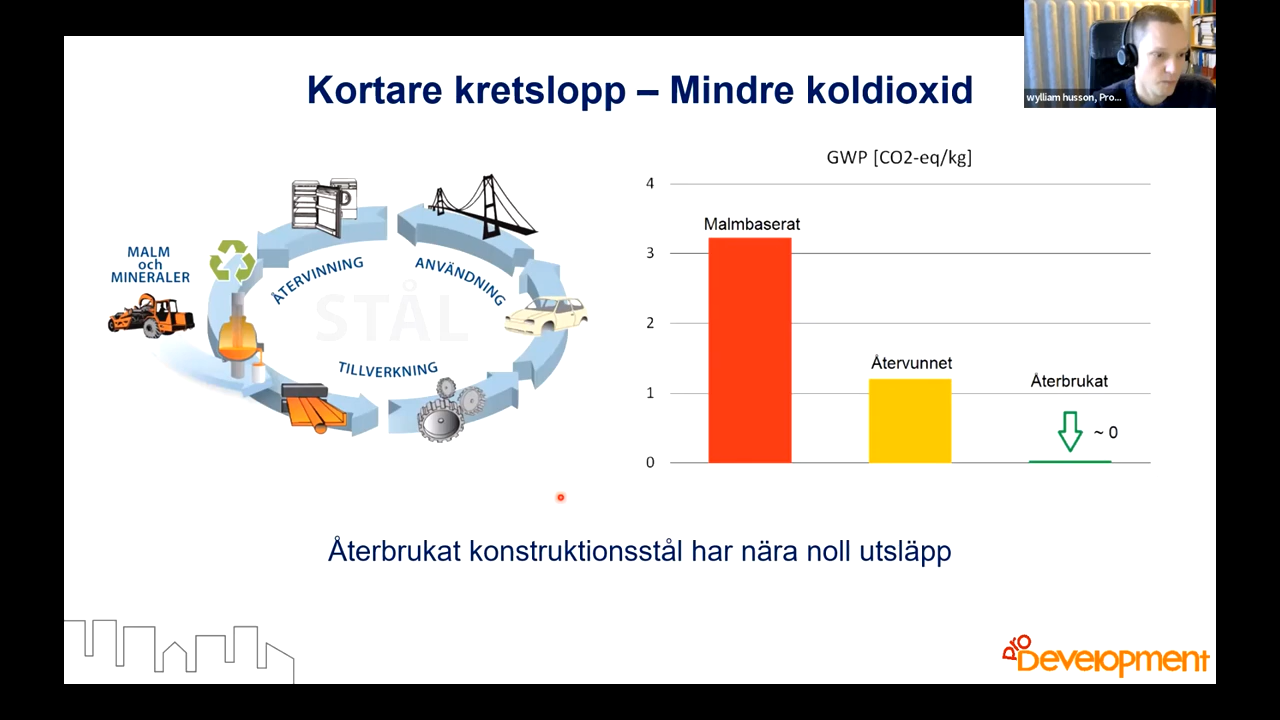 Kortare kretslopp – Mindre koldioxid
wylliam husson, Pro...
MALM
och
MINERALER
ÅTERVINNING
ANVÄNDNING
STÅL
TILLVERKNING
GWP [CO2-eq/kg]
4
3
2
1
0
Malmbaserat
Återvunnet
Återbrukat
~ 0
Återbrukat konstruktionsstål har nära noll utsläpp
pro
Development